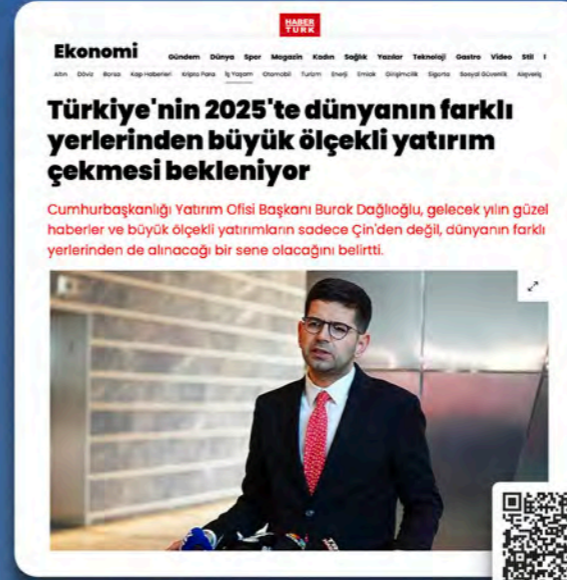 HABER
TÜRK
Ekonomi
Gündem Dünya Spor Magazin Kadın Sağlık Yazılar Teknoloji Gastro Video Stil
Altın Döviz Borsa Kap Haberleri Kripto Para İş Yaşam Otomobil Turizm Enerji Emlak Girişimcilik Sigorta Sosyal Güvenlik Alışveriş
Türkiye'nin 2025'te dünyanın farklı
yerlerinden büyük ölçekli yatırım
çekmesi bekleniyor
Cumhurbaşkanlığı Yatırım Ofisi Başkanı Burak Dağlıoğlu, gelecek yılın güzel
haberler ve büyük ölçekli yatırımların sadece Çin'den değil, dünyanın farklı
yerlerinden de alınacağı bir sene olacağını belirtti.